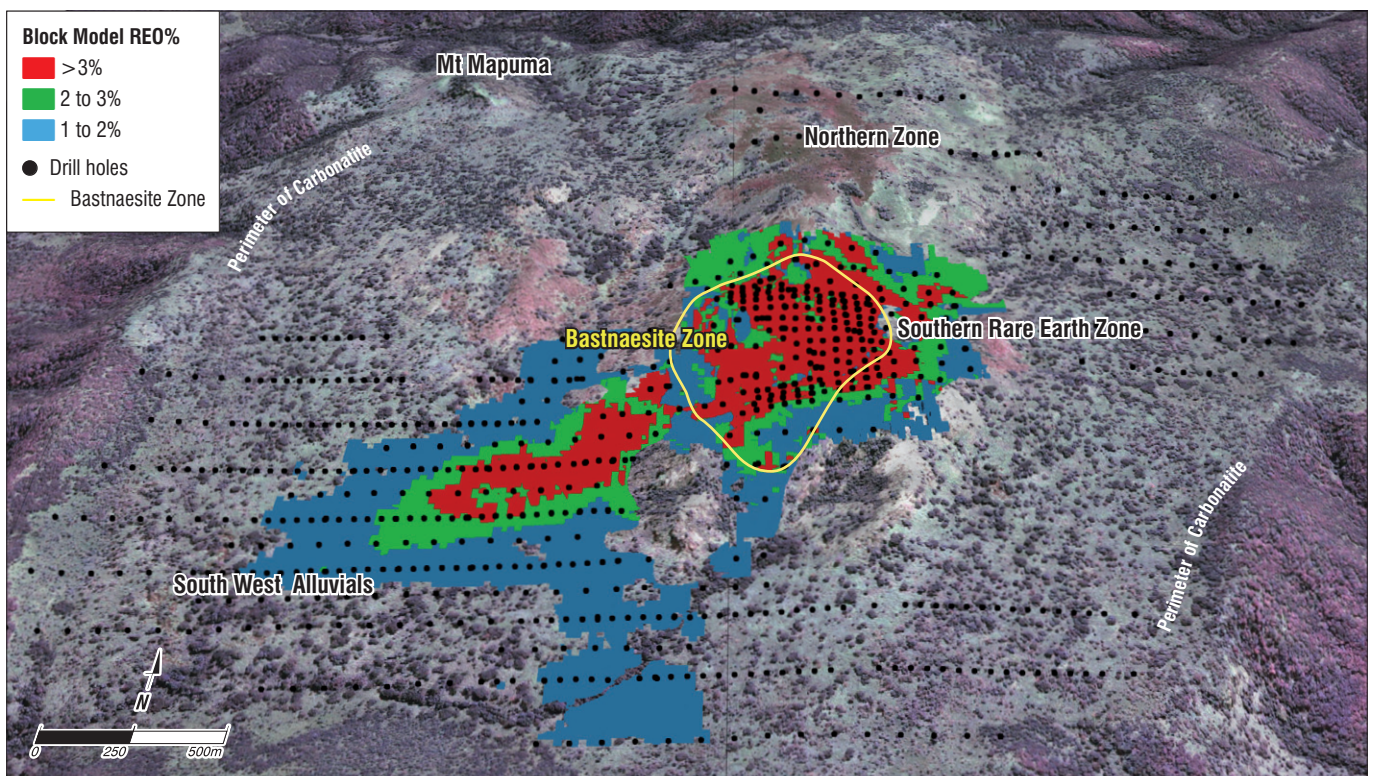 Block Model REO%
>3%
2 to 3%
1 to 2%
Drill holes
Bastnaesite Zone
Mt Mapuma
Northern Zone
Perimeter of Carbonatite
Bastnaesite Zone
Southern Rare Earth Zone
South West Alluvials
Perimeter of Carbonatite
N
0 250 500m